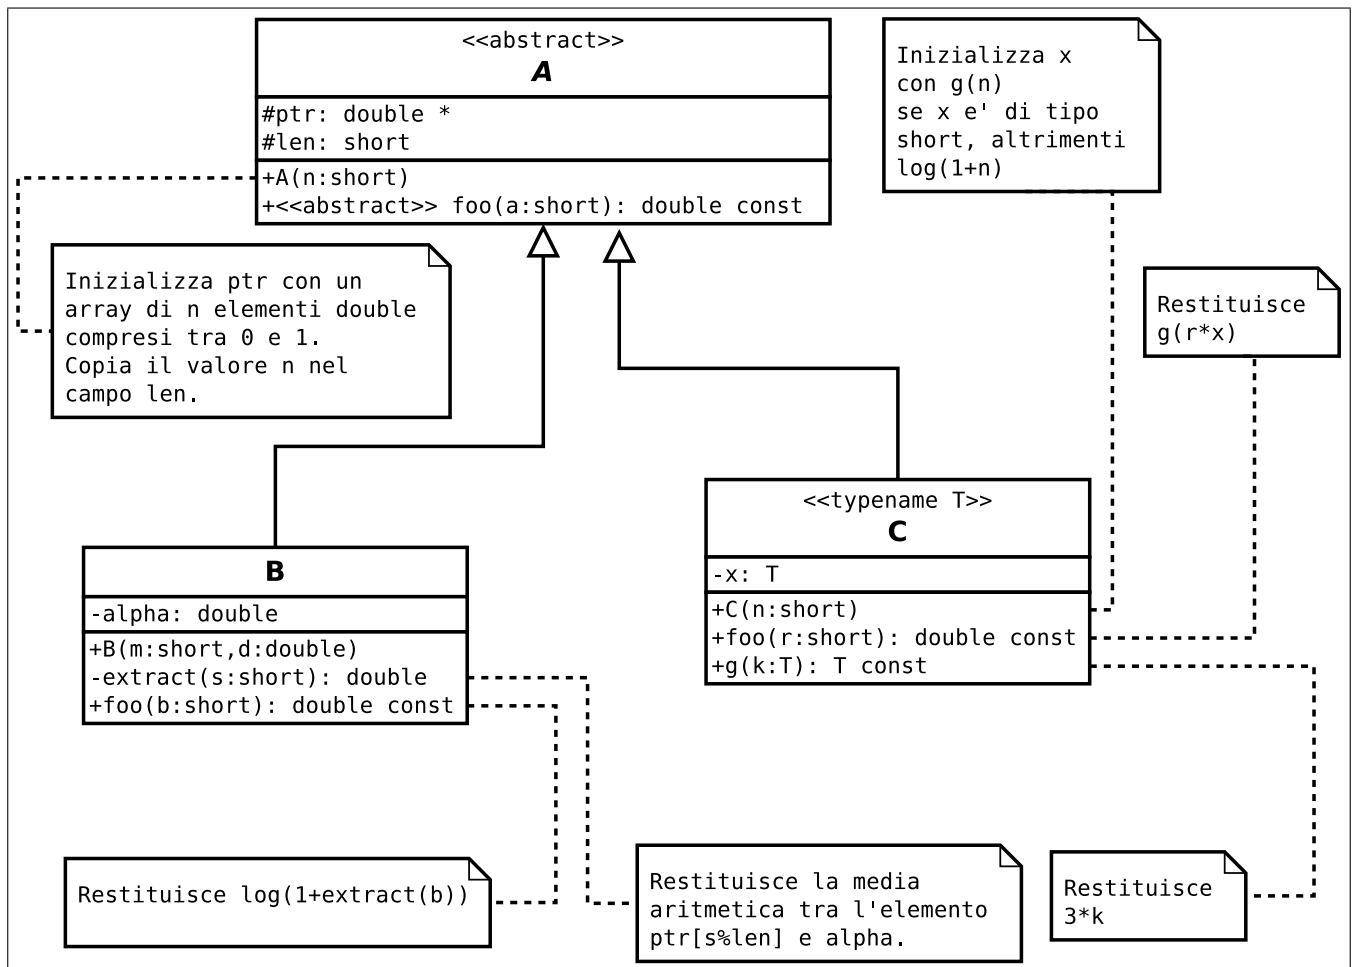 <<abstract>>
A
#ptr: double *
#len: short
+A(n:short)
+<<abstract>> foo(a:short): double const
Inizializza x
con g(n)
se x e' di tipo
short, altrimenti
log(1+n)
Inizializza ptr con un
array di n elementi double
compresi tra 0 e 1.
Copia il valore n nel
campo len.
Restituisce
g(r*x)
<<typename T>>
C
-x: T
+C(n:short)
+foo(r:short): double const
+g(k:T): T const
B
-alpha: double
+B(m:short,d:double)
-extract(s:short): double
+foo(b:short): double const
Restituisce log(1+extract(b))
Restituisce la media
aritmetica tra l'elemento
ptr[s%len] e alpha.
Restituisce
3*k